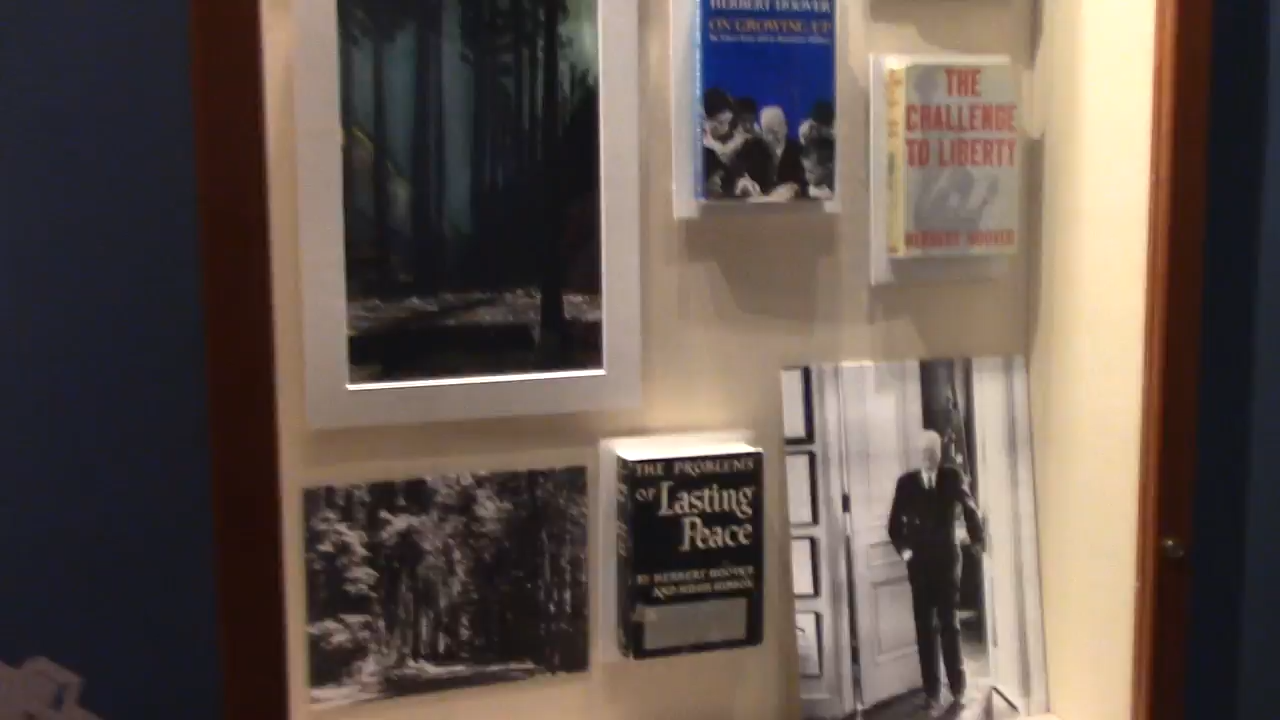 HERBERT HOOVER
ON GROWING UP
THE
CHALLENGE
TO LIBERTY
HERBERT HOOVER
THE PROBLEMS
OF Lasting
Peace
BY HERBERT HOOVER
AND HUGH GIBSON